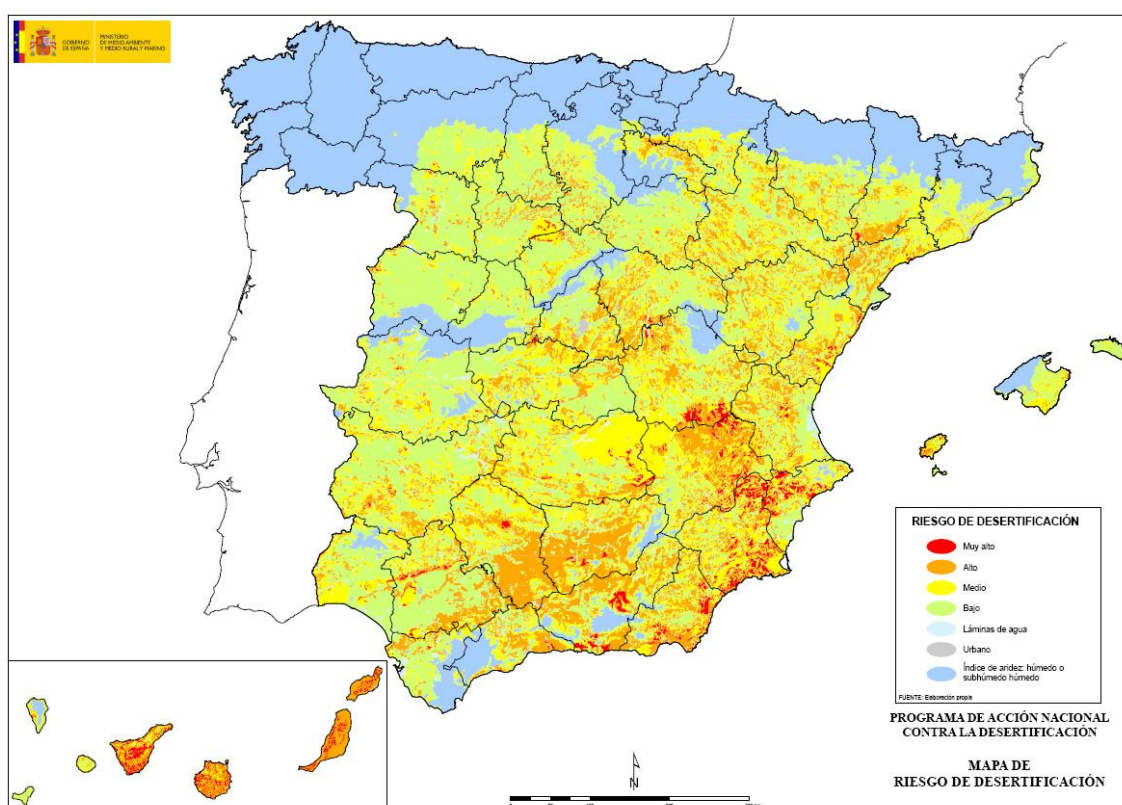 GOBIERNO
DE ESPAÑA
MINISTERIO
DE MEDIO AMBIENTE
Y MEDIO RURAL Y MARINO
RIESGO DE DESERTIFICACIÓN
Muy alto
Alto
Medio
Bajo
Láminas de agua
Urbano
Índice de aridez: húmedo o
subhúmedo húmedo
FUENTE: Elaboración propia
PROGRAMA DE ACCIÓN NACIONAL
CONTRA LA DESERTIFICACIÓN
MAPA DE
RIESGO DE DESERTIFICACIÓN
N